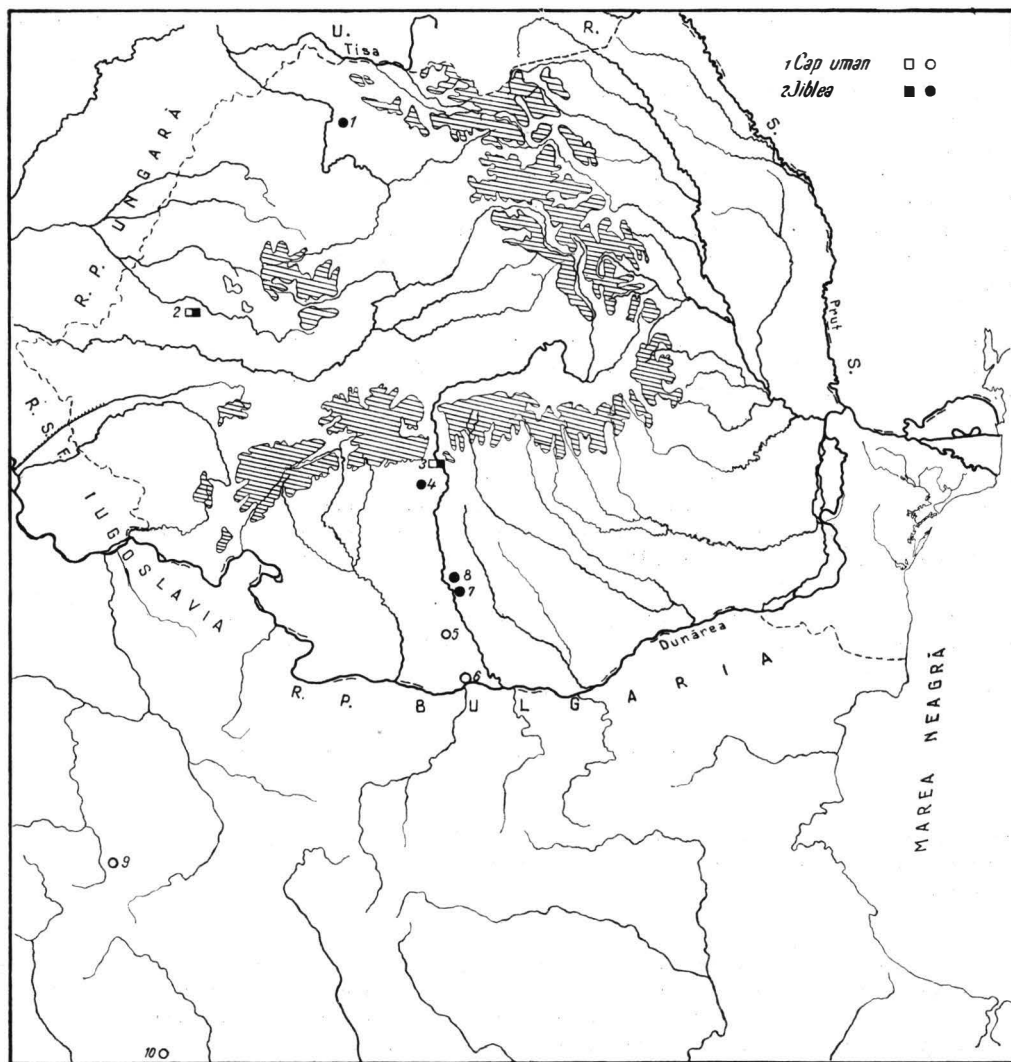 U.
Tisa
R.
1 Cap uman
2 Jiblea
S.
1
R. P. UNGARĂ
2
Prut
S.
R. S. F.
IUGOSLAVIA
3
4
8
7
5
6
Dunărea
R. P. BULGARIA
MAREA NEAGRĂ
9
10